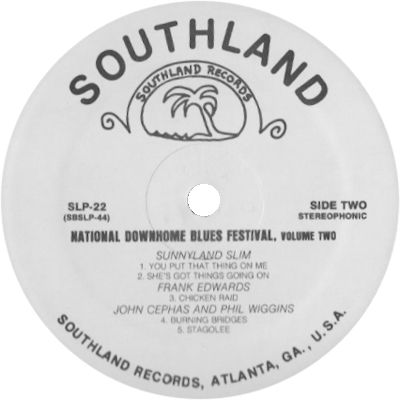 SOUTHLAND
SOUTHLAND RECORDS
SLP-22
(SBSLP-44)
SIDE TWO
STEREOPHONIC
NATIONAL DOWNHOME BLUES FESTIVAL, VOLUME TWO
SUNNYLAND SLIM
1. YOU PUT THAT THING ON ME
2. SHE'S GOT THINGS GOING ON
FRANK EDWARDS
3. CHICKEN RAID
JOHN CEPHAS AND PHIL WIGGINS
4. BURNING BRIDGES
5. STAGOLEE
SOUTHLAND RECORDS, ATLANTA, GA., U.S.A.